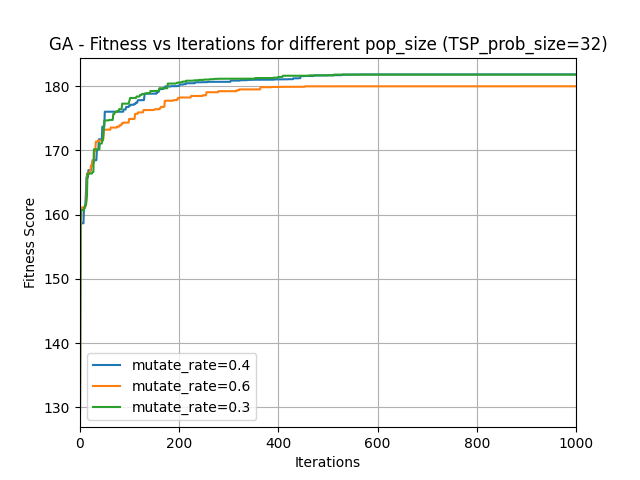 GA - Fitness vs Iterations for different pop_size (TSP_prob_size=32)
Fitness Score
180
170
160
150
140
130
mutate_rate=0.4
mutate_rate=0.6
mutate_rate=0.3
0 200 400 600 800 1000
Iterations